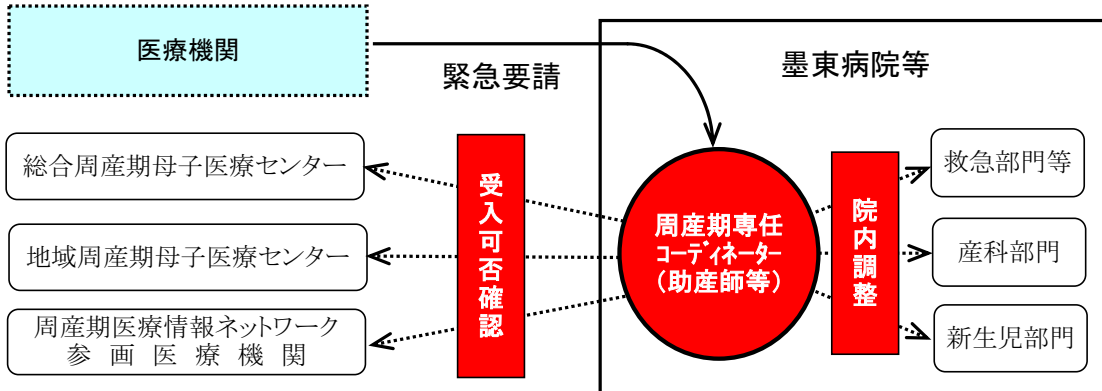 医療機関
緊急要請
墨東病院等
総合周産期母子医療センター
地域周産期母子医療センター
周産期医療情報ネットワーク
参画医療機関
受入可否確認
周産期専任
コーディネーター
(助産師等)
院内調整
救急部門等
産科部門
新生児部門